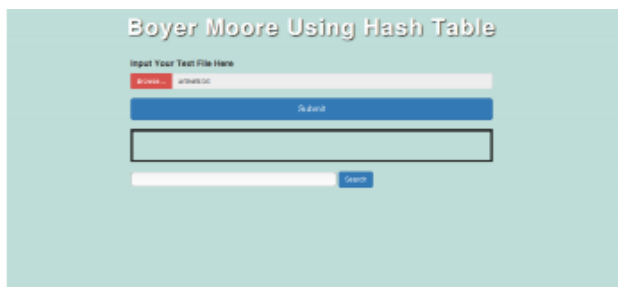 Boyer Moore Using Hash Table
Input Your Text File Here
Browse...
Submit
Search